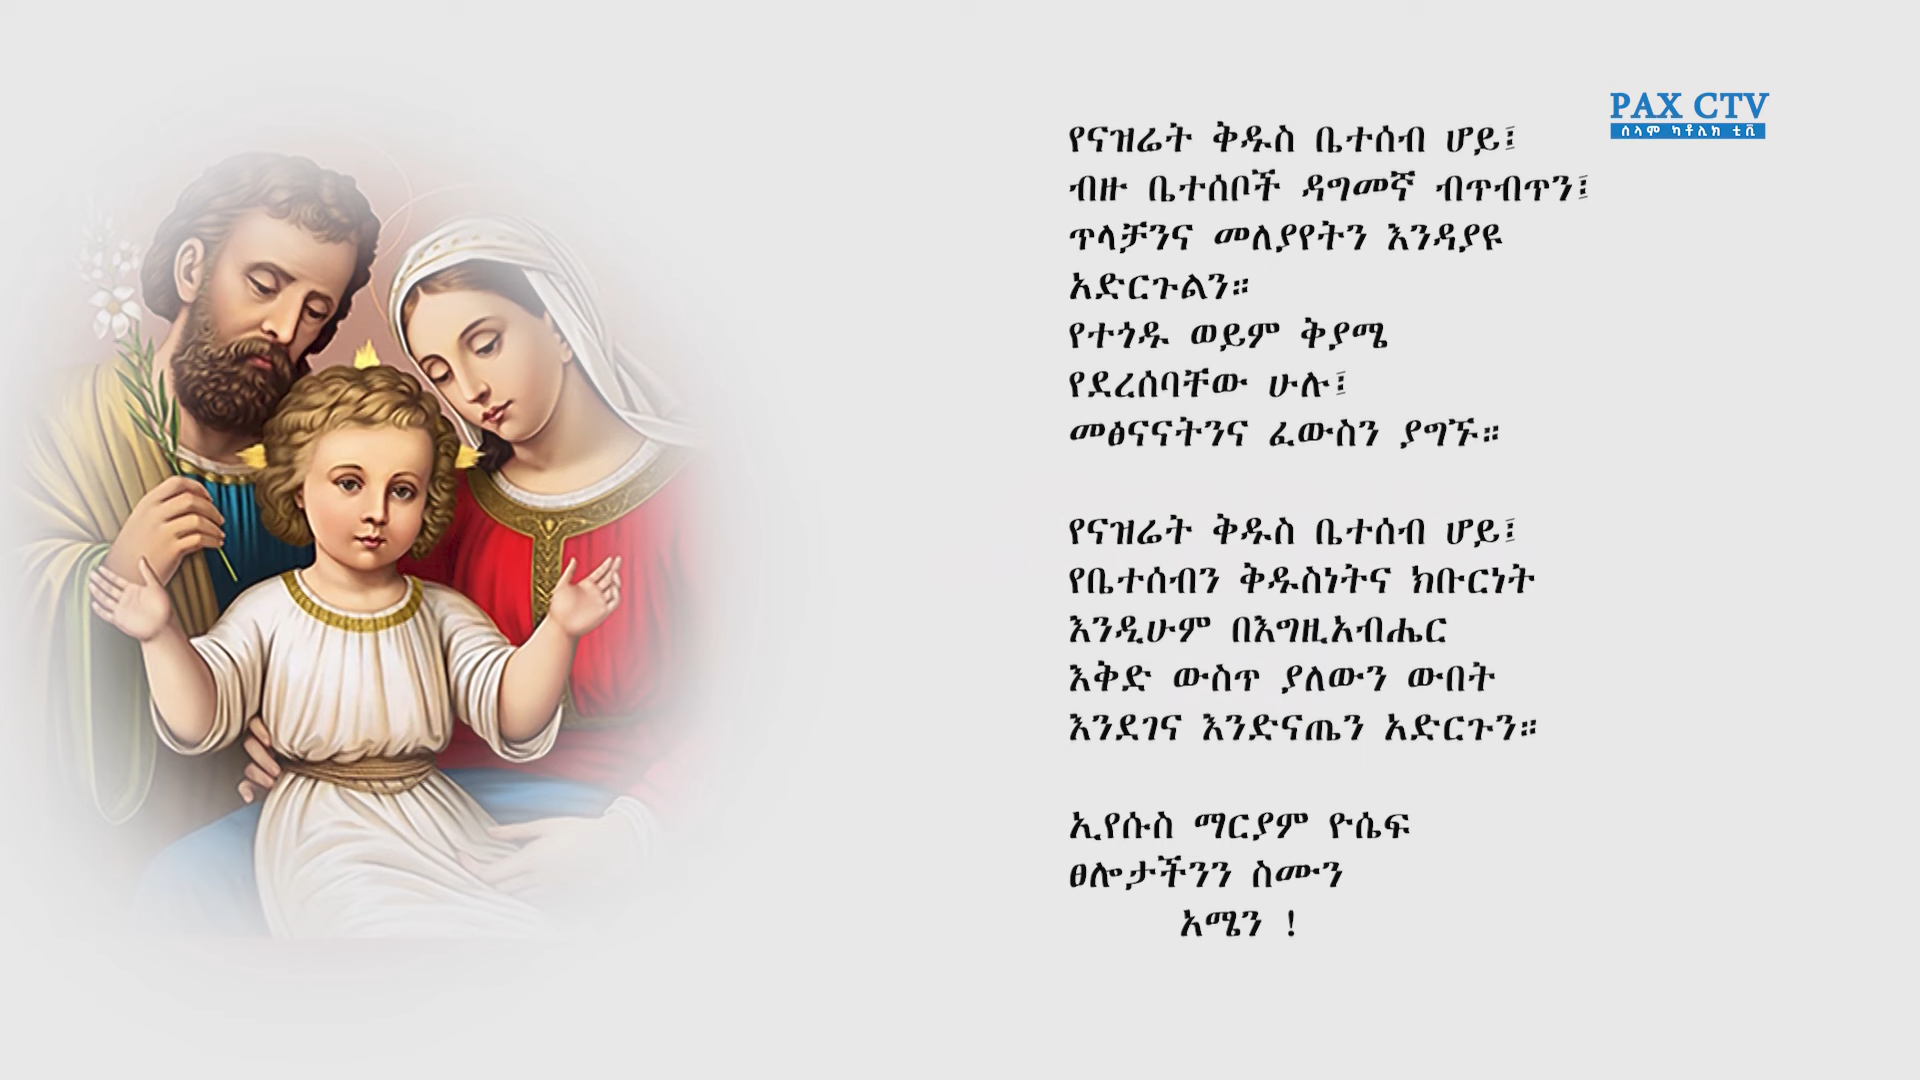 PAX CTV
ሰላም ካቶሊክ ቲቪ
የናዝሬት ቅዱስ ቤተሰብ ሆይ፤
ብዙ ቤተሰቦች ዳግመኛ ብጥብጥን፤
ጥላቻንና መለያየትን እንዳያዩ
አድርጉልን።
የተጎዱ ወይም ቅያሜ
የደረሰባቸው ሁሉ፤
መፅናናትንና ፈውስን ያግኙ።
የናዝሬት ቅዱስ ቤተሰብ ሆይ፤
የቤተሰብን ቅዱስነትና ክቡርነት
እንዲሁም በእግዚአብሔር
እቅድ ውስጥ ያለውን ውበት
እንደገና እንድናጤን አድርጉን።
ኢየሱስ ማርያም ዮሴፍ
ፀሎታችንን ስሙን
አሜን !